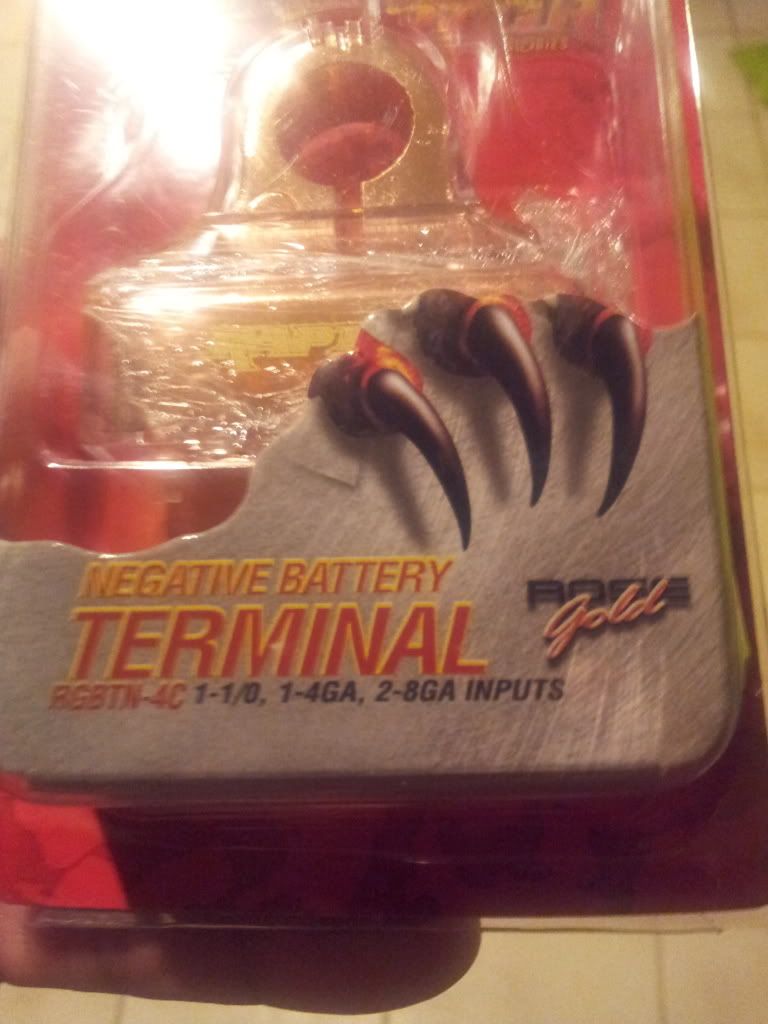 NEGATIVE BATTERY
TERMINAL
ROSE
Gold
RGBTN-4C 1-1/0, 1-4GA, 2-8GA INPUTS